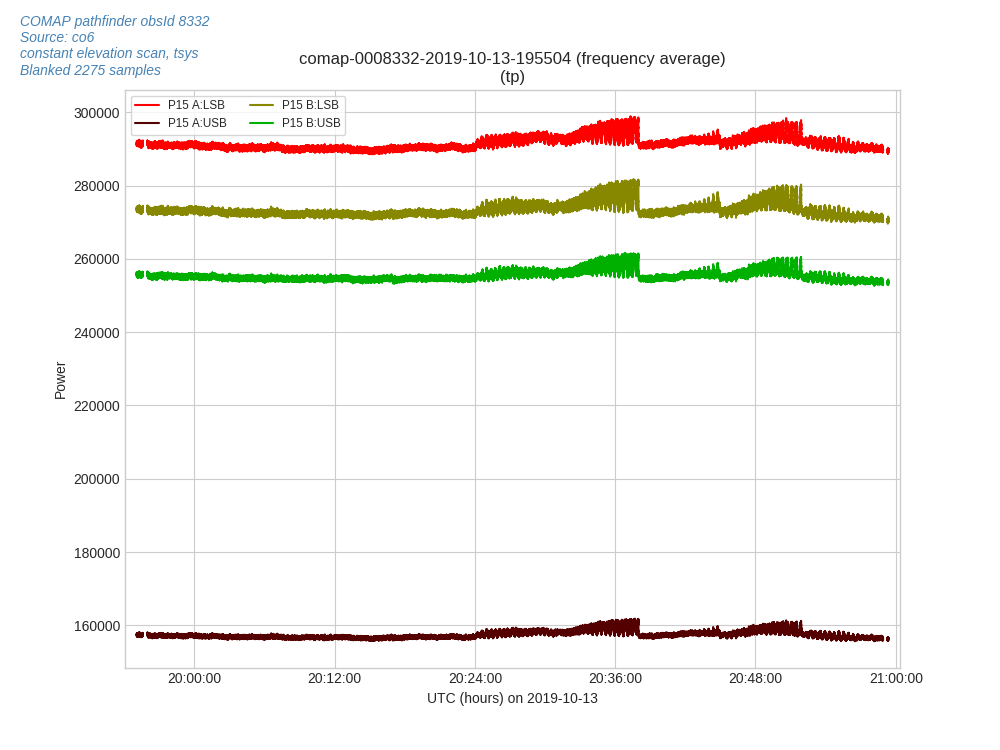 COMAP pathfinder obsId 8332
Source: co6
constant elevation scan, tsys
Blanked 2275 samples
comap-0008332-2019-10-13-195504 (frequency average)
(tp)
P15 A:LSB
P15 B:LSB
P15 A:USB
P15 B:USB
300000
280000
260000
240000
220000
200000
180000
160000
Power
20:00:00
20:12:00
20:24:00
20:36:00
20:48:00
21:00:00
UTC (hours) on 2019-10-13